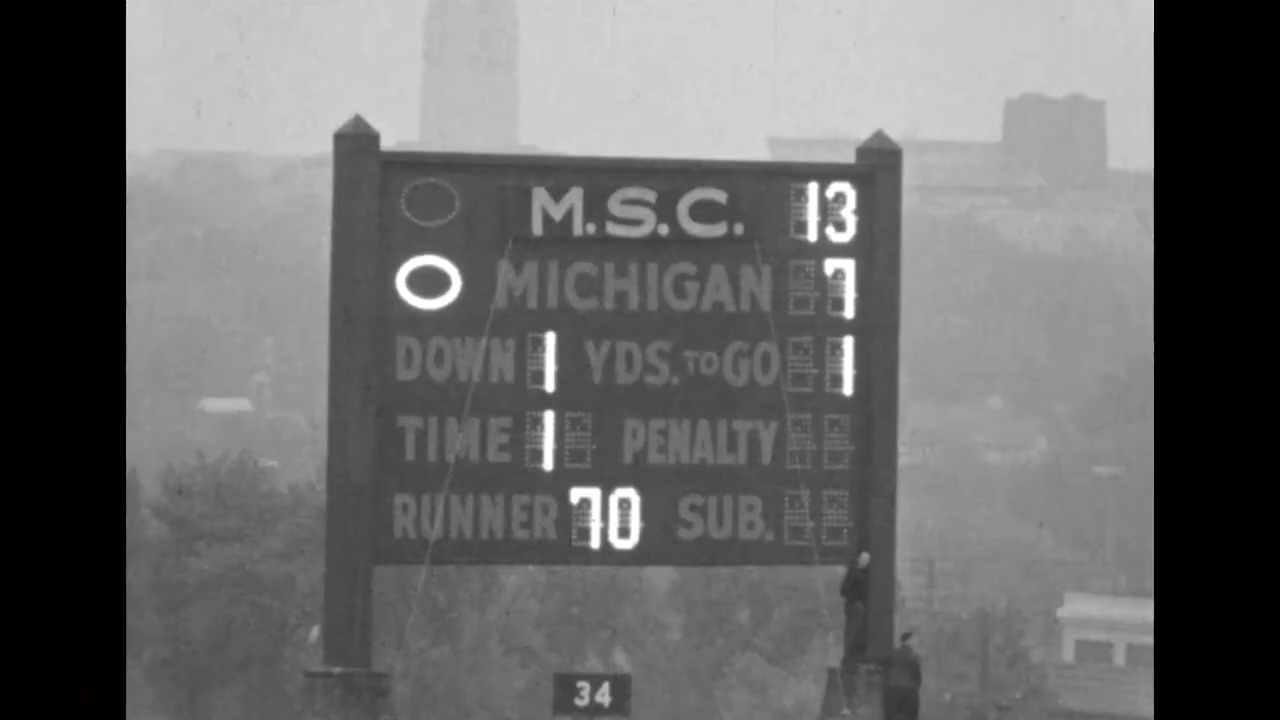 M.S.C. 13
MICHIGAN 7
DOWN 1 YDS. TO GO 1
TIME 1 PENALTY
RUNNER 70 SUB.
34